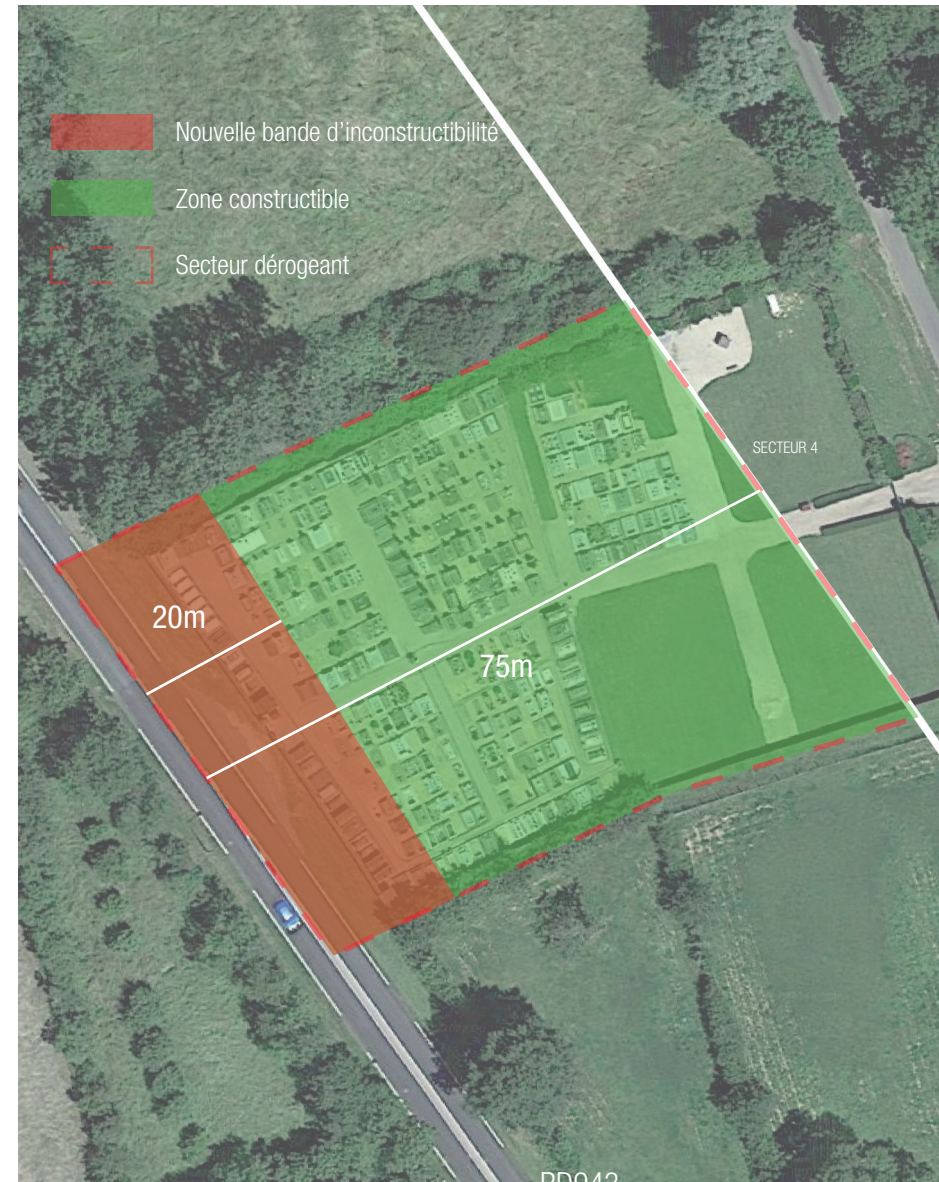 Nouvelle bande d'inconstructibilité
Zone constructible
Secteur dérogeant
SECTEUR 4
20m
75m